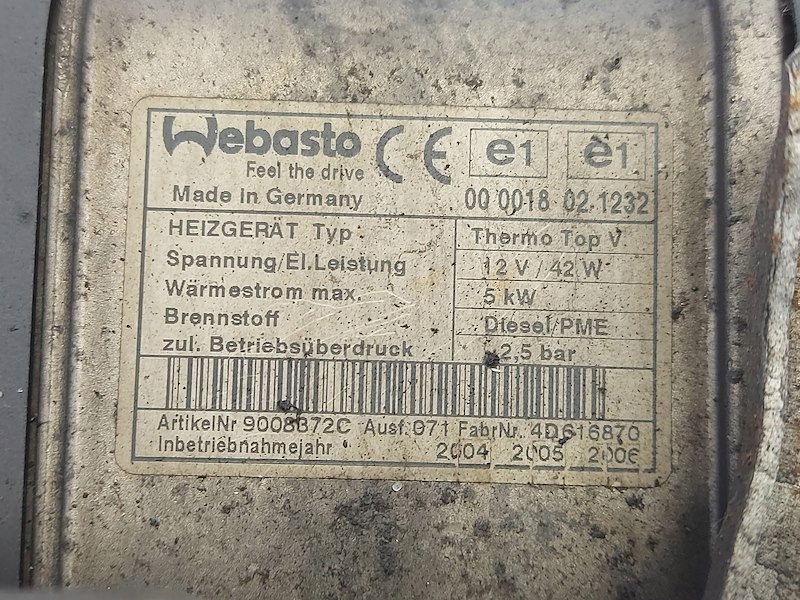 Webasto
Feel the drive
CE e1 e1
Made in Germany 00 0018 02 1232
HEIZGERÄT Typ Thermo Top V
Spannung/El.Leistung 12 V / 42 W
Wärmestrom max. 5 kW
Brennstoff Diesel/PME
zul. Betriebsüberdruck 2,5 bar
ArtikelNr 9008372C Ausf. 071 FabrNr. 4D616870
Inbetriebnahmejahr 2004 2005 2006